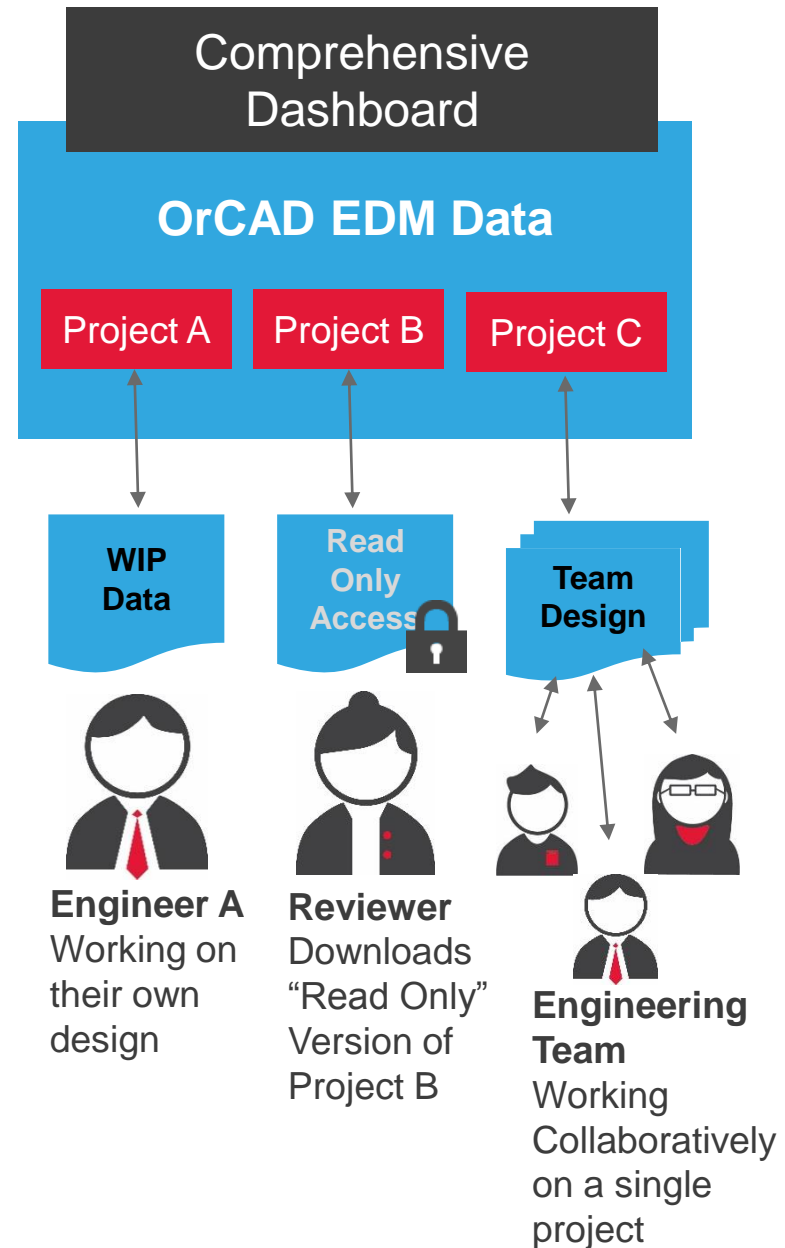 Comprehensive
Dashboard
OrCAD EDM Data
Project A
Project B
Project C
WIP
Data
Read
Only
Access
Team
Design
Engineer A
Working on
their own
design
Reviewer
Downloads
“Read Only”
Version of
Project B
Engineering
Team
Working
Collaboratively
on a single
project